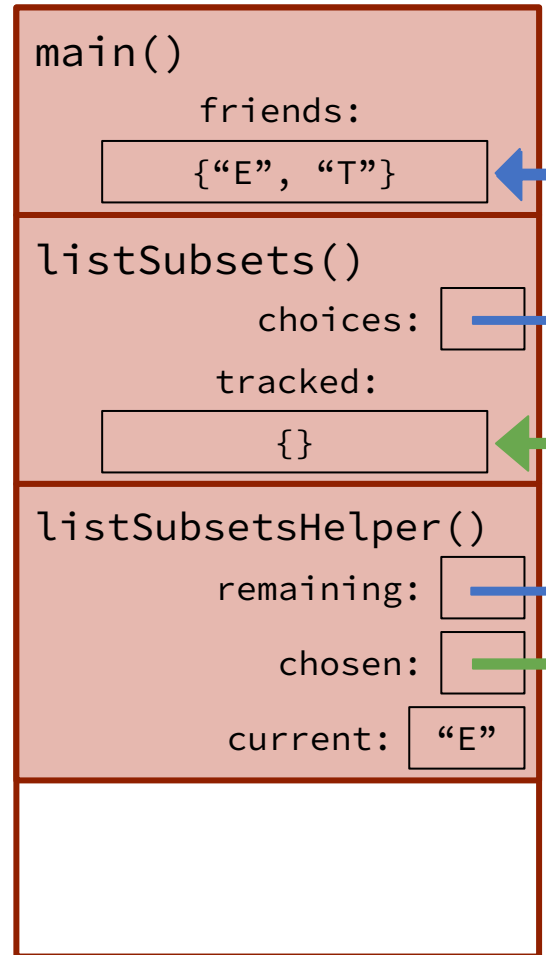 main()
friends:
{“E”, “T”}
listSubsets()
choices:
tracked:
{}
listSubsetsHelper()
remaining:
chosen:
current: “E”